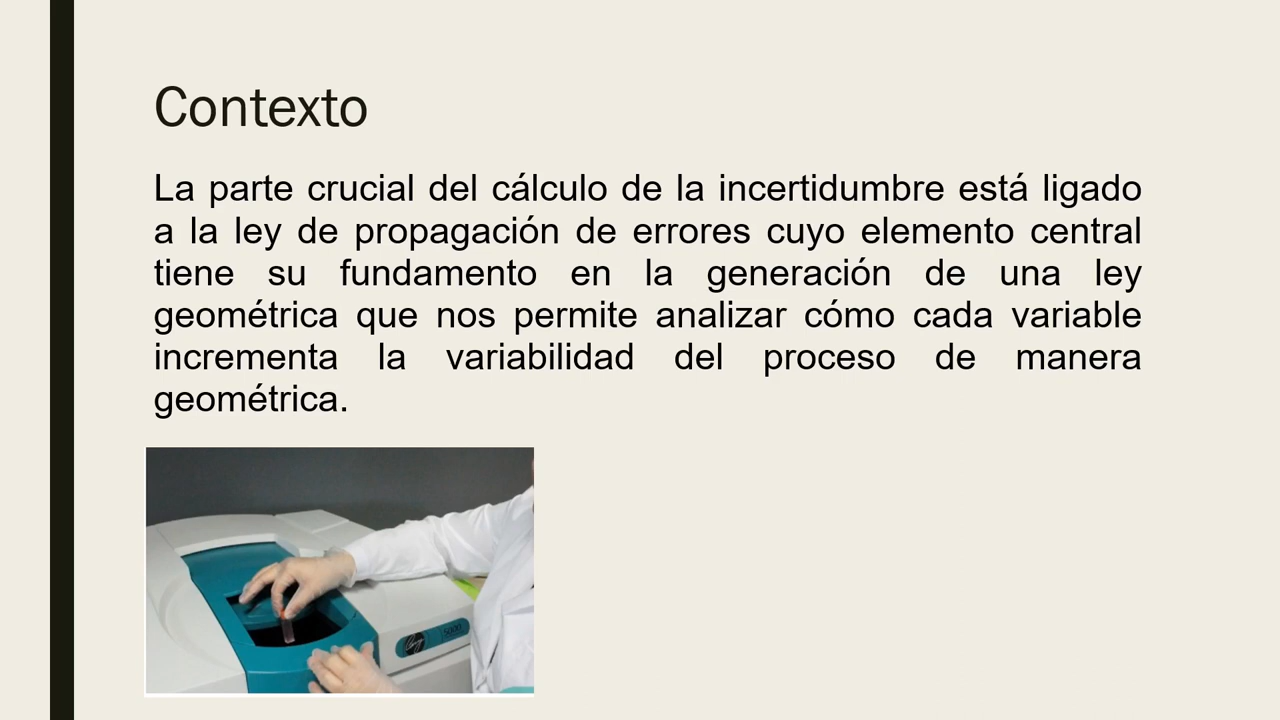 Contexto
La parte crucial del cálculo de la incertidumbre está ligado
a la ley de propagación de errores cuyo elemento central
tiene su fundamento en la generación de una ley
geométrica que nos permite analizar cómo cada variable
incrementa la variabilidad del proceso de manera
geométrica.
Cary 5000